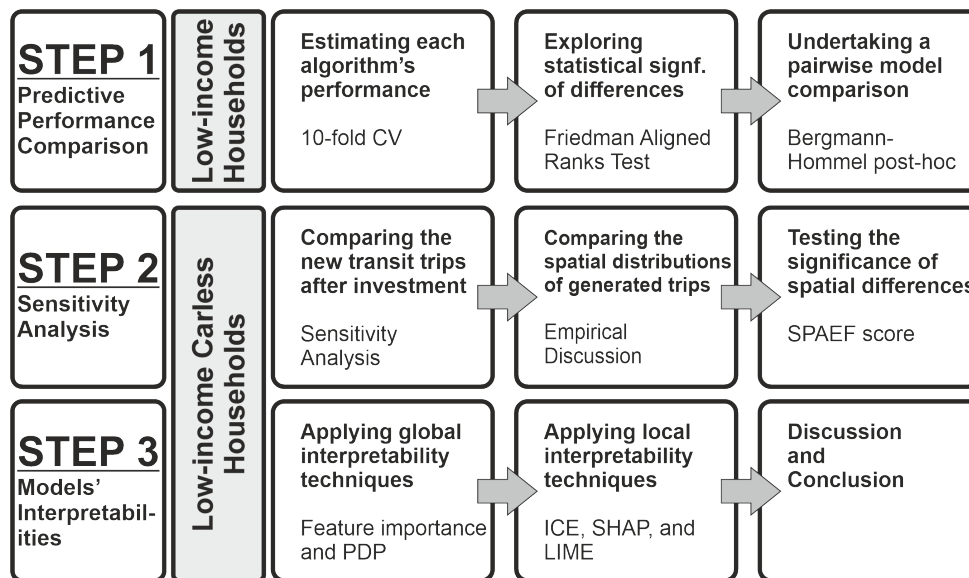 STEP 1
Predictive
Performance
Comparison
Low-income
Households
Estimating each
algorithm's
performance
10-fold CV
Exploring
statistical signf.
of differences
Friedman Aligned
Ranks Test
Undertaking a
pairwise model
comparison
Bergmann-
Hommel post-hoc
STEP 2
Sensitivity
Analysis
Low-income Carless
Households
Comparing the
new transit trips
after investment
Sensitivity
Analysis
Comparing the
spatial distributions
of generated trips
Empirical
Discussion
Testing the
significance of
spatial differences
SPAEF score
STEP 3
Models'
Interpretabil-
ities
Applying global
interpretability
techniques
Feature importance
and PDP
Applying local
interpretability
techniques
ICE, SHAP, and
LIME
Discussion
and
Conclusion